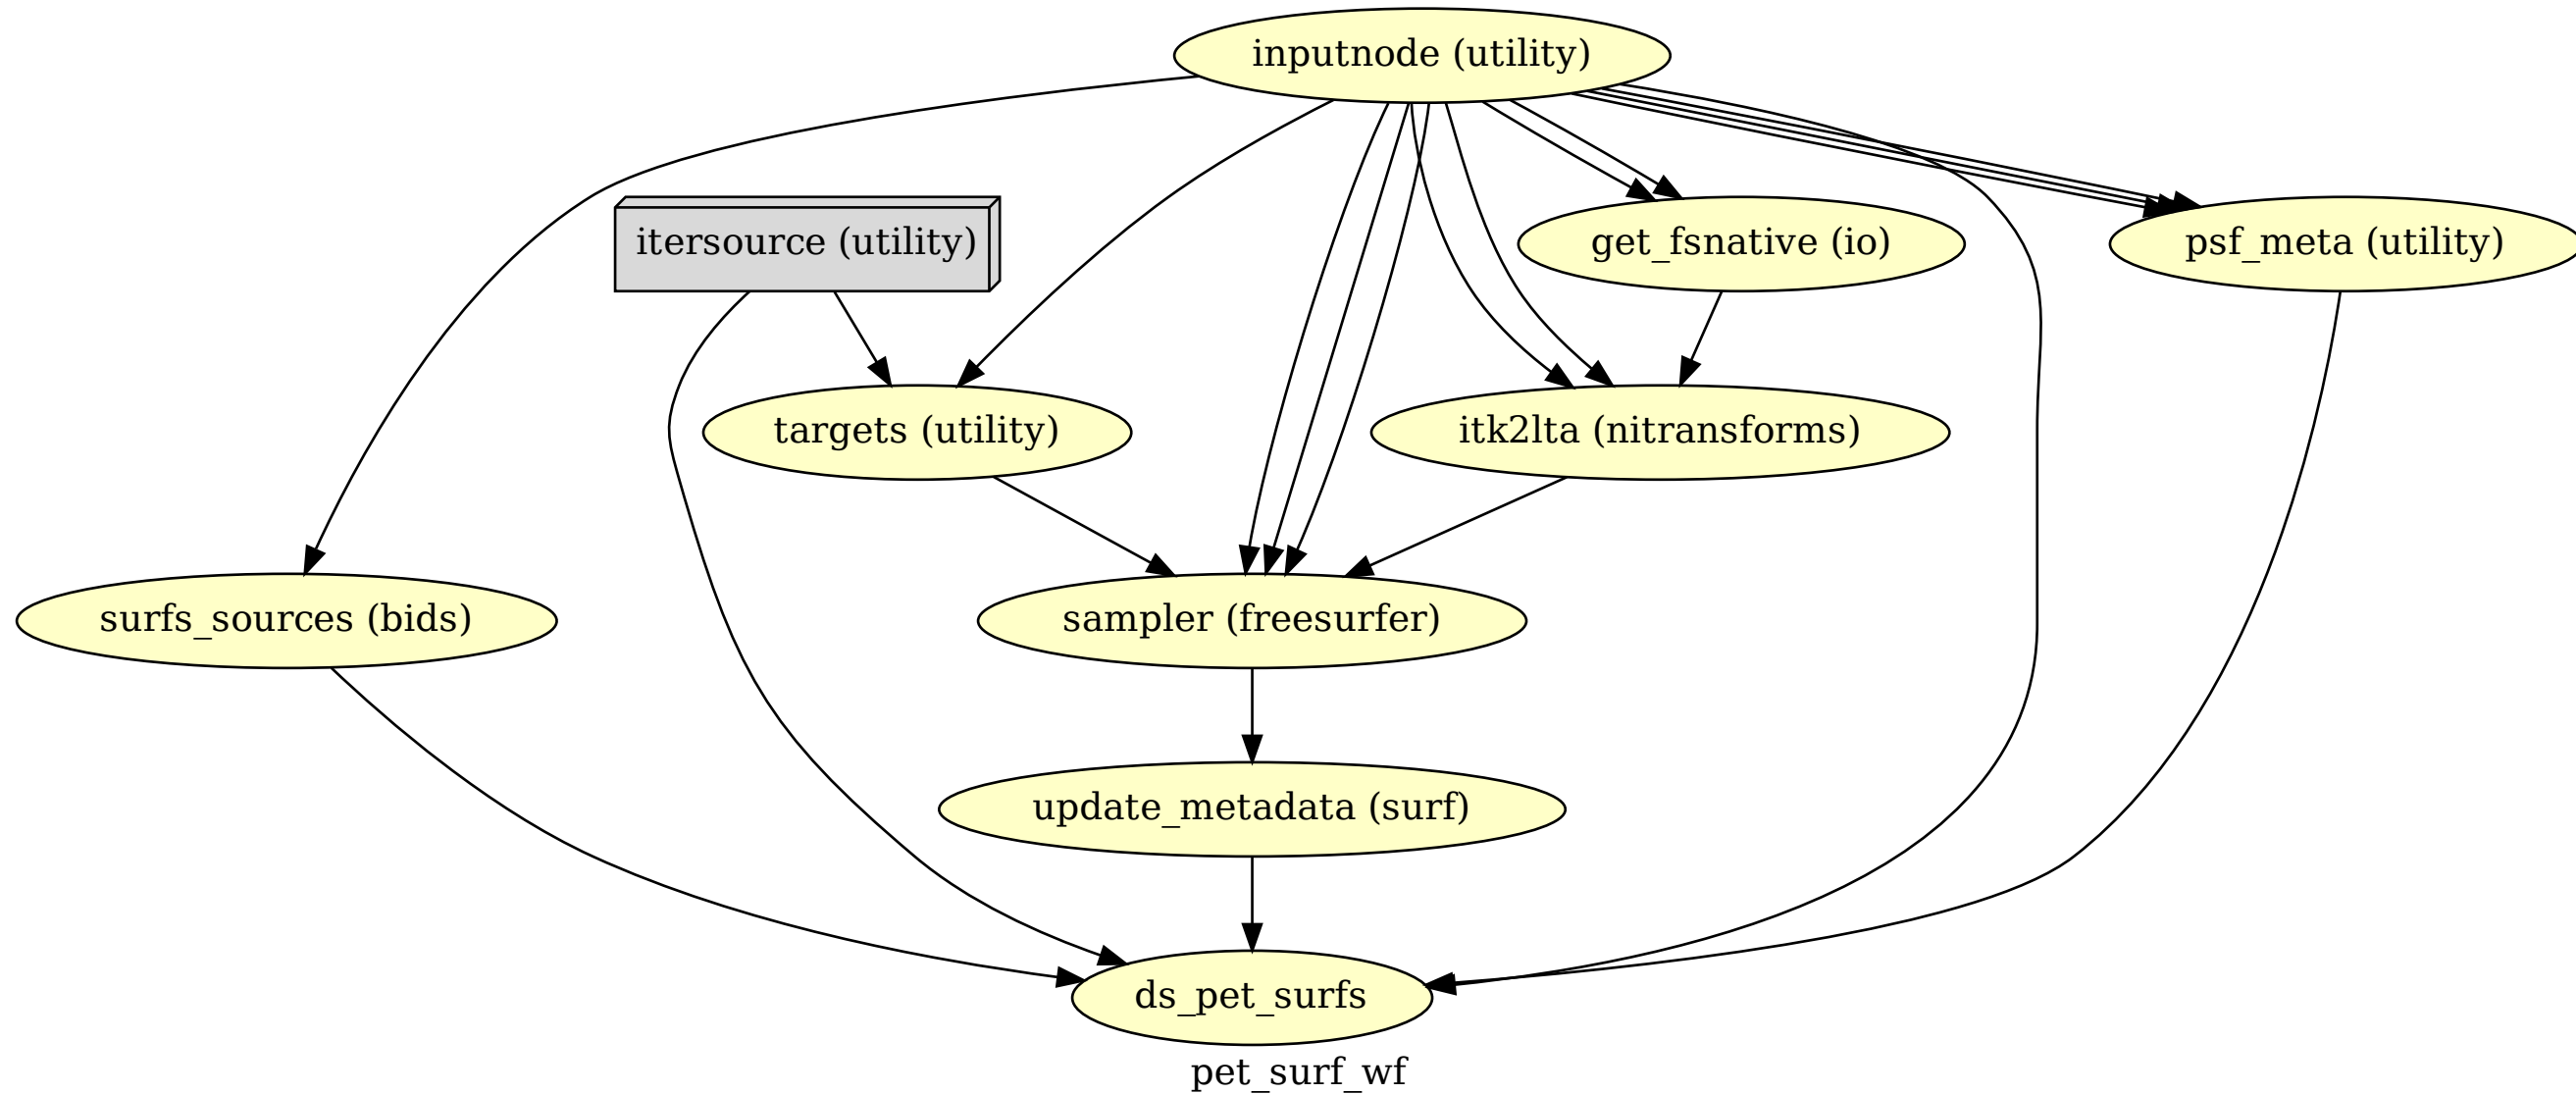 inputnode (utility)
itersource (utility)
get_fsnative (io)
psf_meta (utility)
targets (utility)
itk2lta (nitransforms)
surfs_sources (bids)
sampler (freesurfer)
update_metadata (surf)
ds_pet_surfs
pet_surf_wf